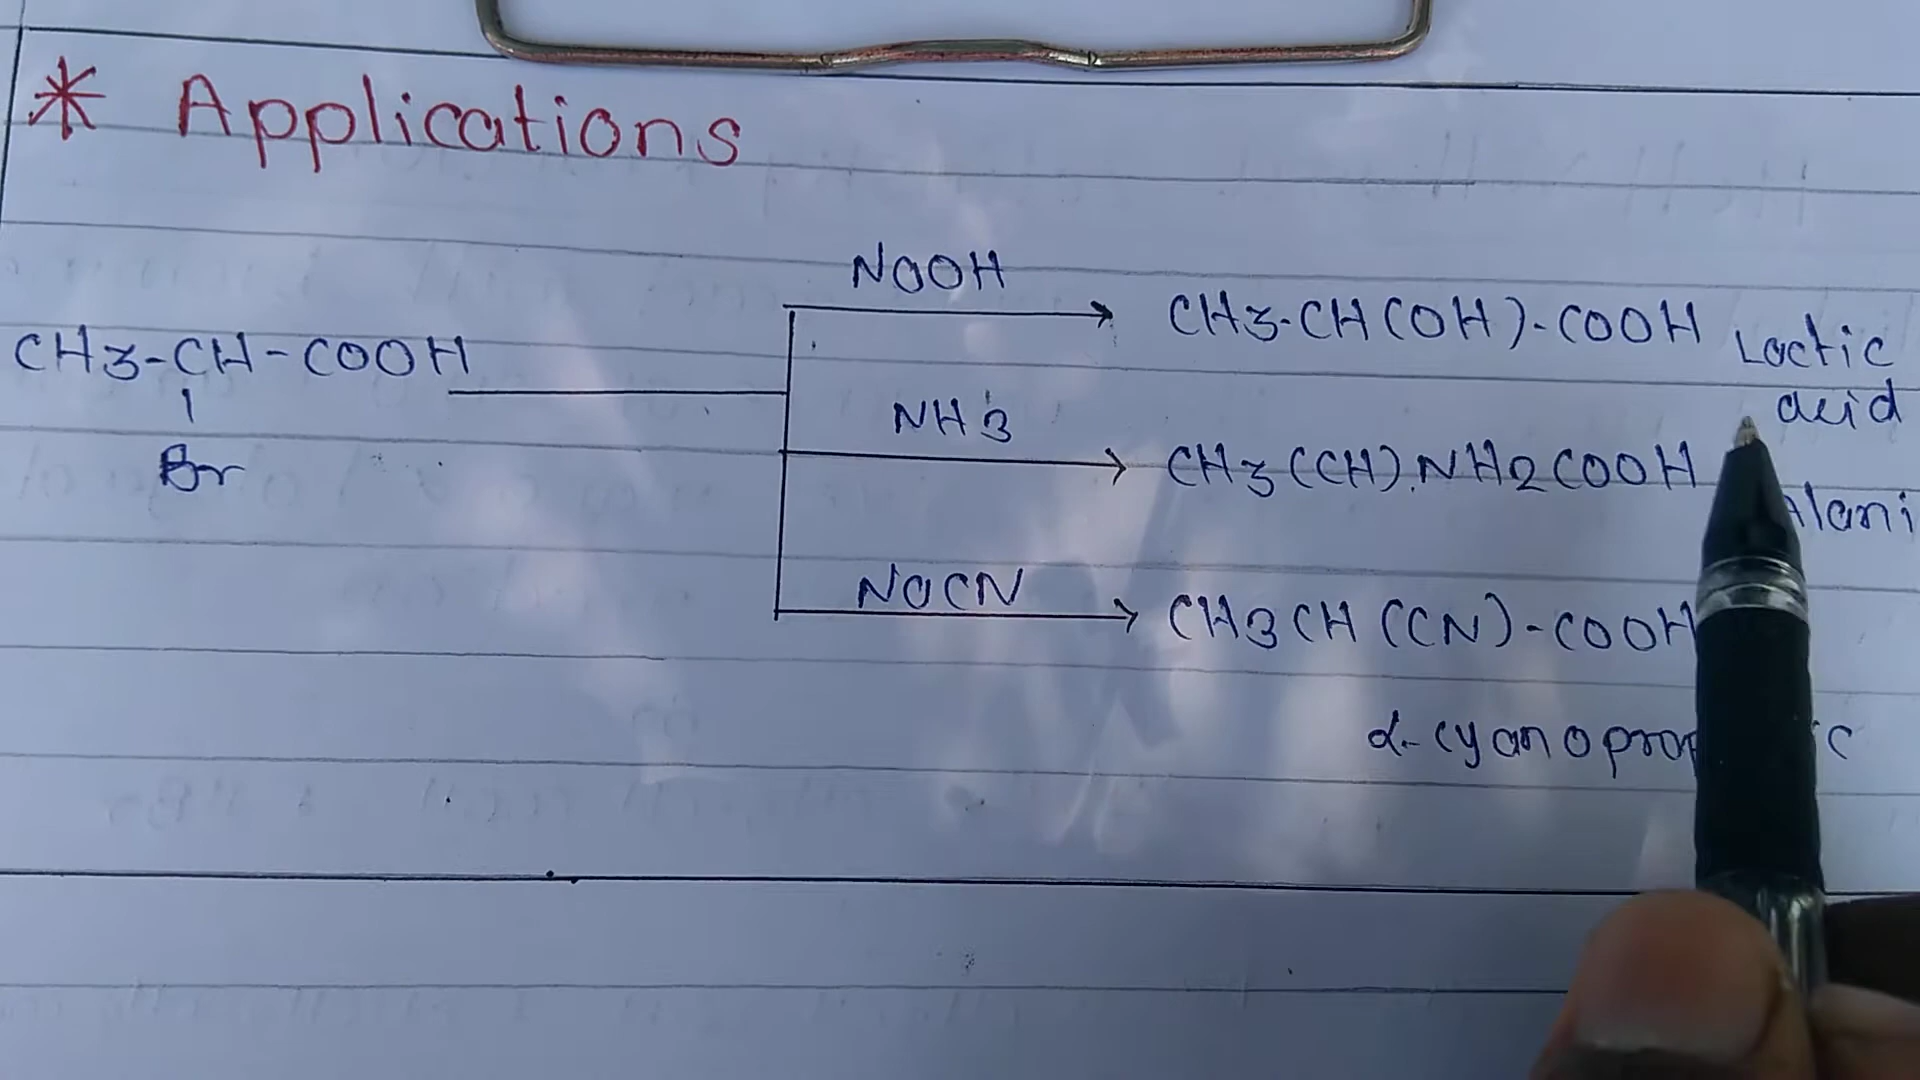 * Applications
NaOH
CH3-CH(OH)-COOH Lactic acid
CH3-CH-COOH
Br
NH3
CH3(CH).NH2COOH
NaCN
CH3CH(CN)-COOH